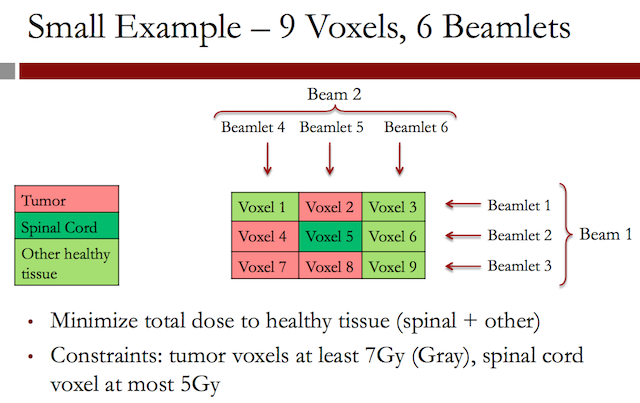 Small Example – 9 Voxels, 6 Beamlets
Beam 2
Beamlet 4 Beamlet 5 Beamlet 6
Tumor
Spinal Cord
Other healthy
tissue
Voxel 1 Voxel 2 Voxel 3
Voxel 4 Voxel 5 Voxel 6
Voxel 7 Voxel 8 Voxel 9
Beamlet 1
Beamlet 2
Beamlet 3
Beam 1
• Minimize total dose to healthy tissue (spinal + other)
• Constraints: tumor voxels at least 7Gy (Gray), spinal cord
voxel at most 5Gy